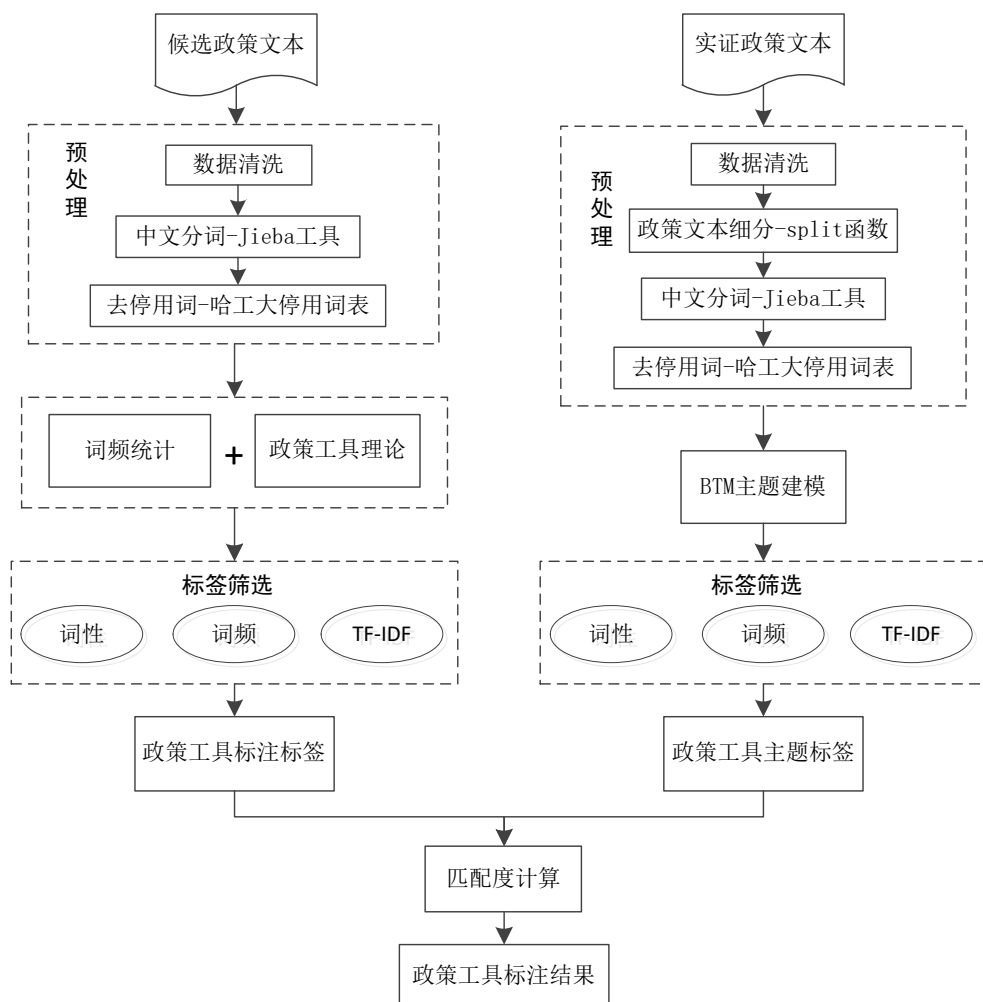 候选政策文本
实证政策文本
预处理
数据清洗
中文分词-Jieba工具
去停用词-哈工大停用词表
预处理
数据清洗
政策文本细分-split函数
中文分词-Jieba工具
去停用词-哈工大停用词表
词频统计
+
政策工具理论
BTM主题建模
标签筛选
词性
词频
TF-IDF
标签筛选
词性
词频
TF-IDF
政策工具标注标签
政策工具主题标签
匹配度计算
政策工具标注结果